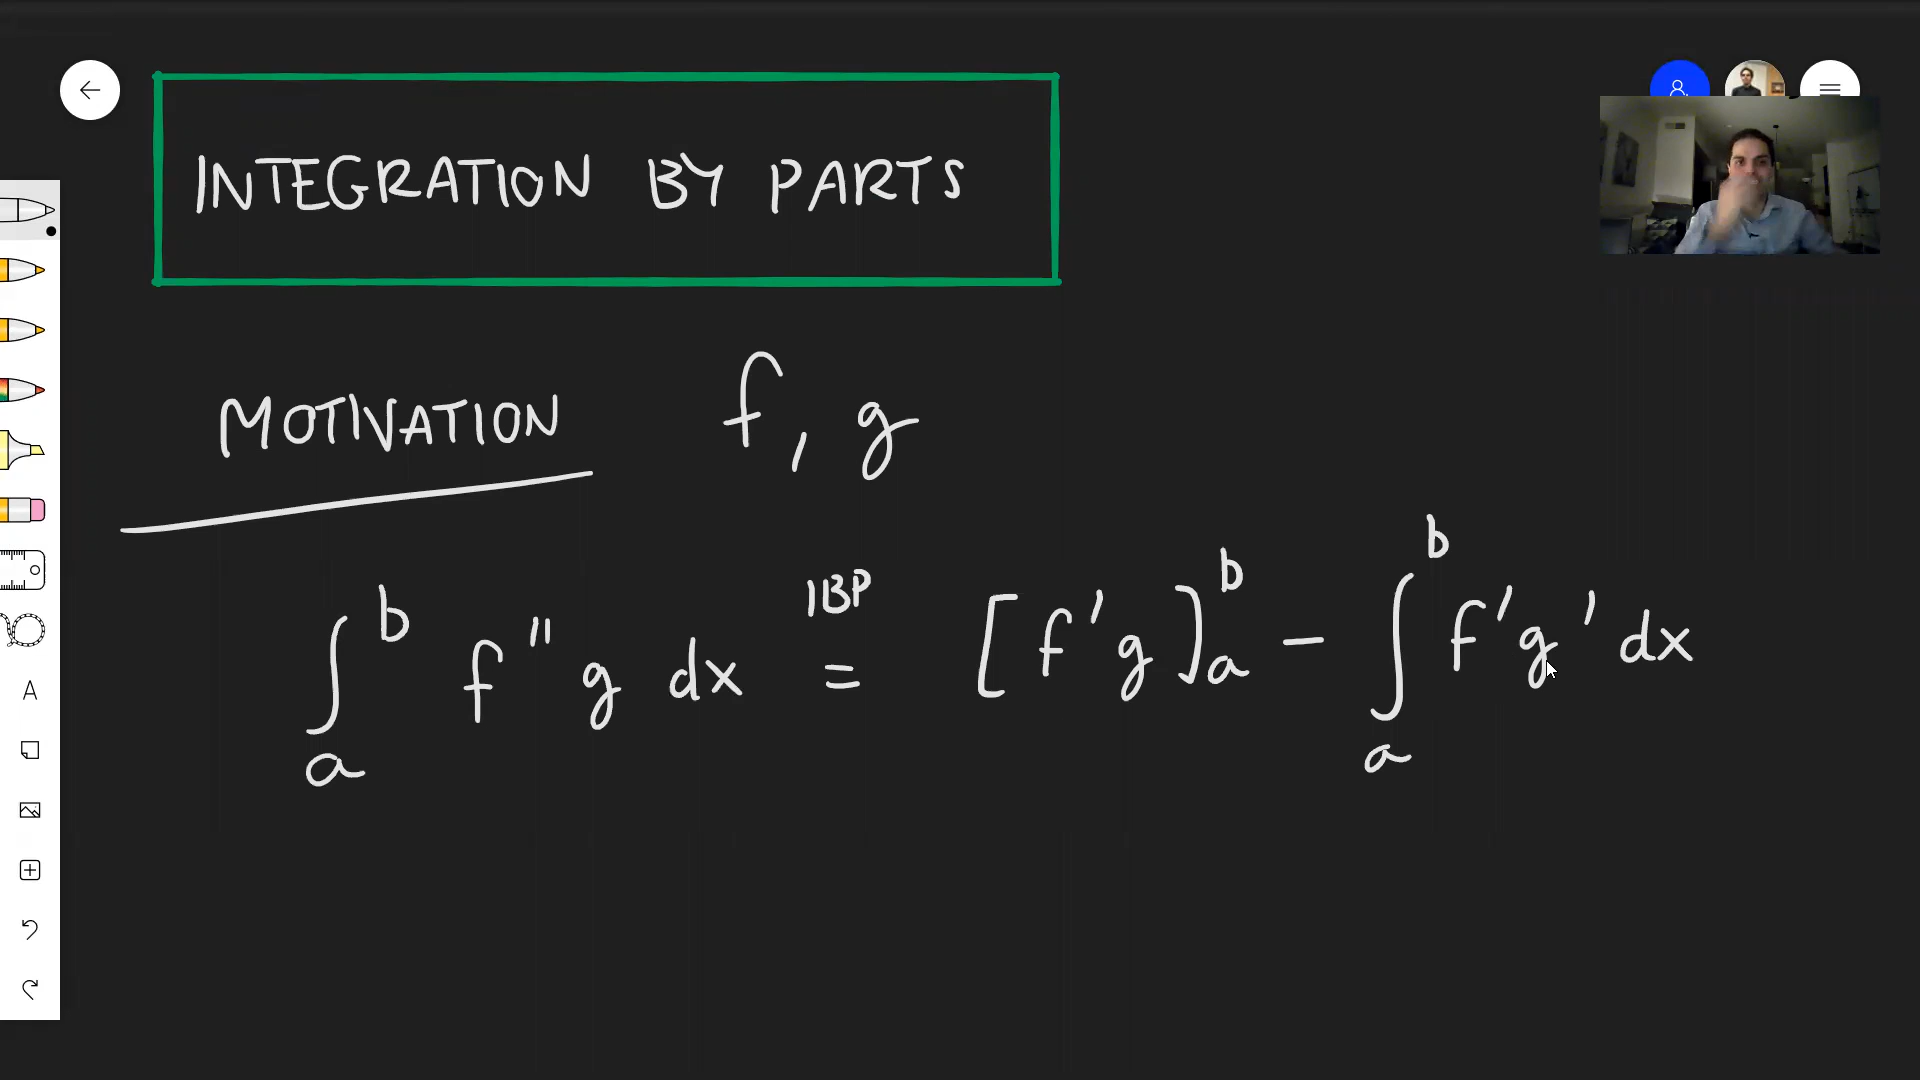 INTEGRATION BY PARTS
MOTIVATION f, g
∫_a^b f'' g dx =^{IBP} [f'g]_a^b − ∫_a^b f'g' dx
A